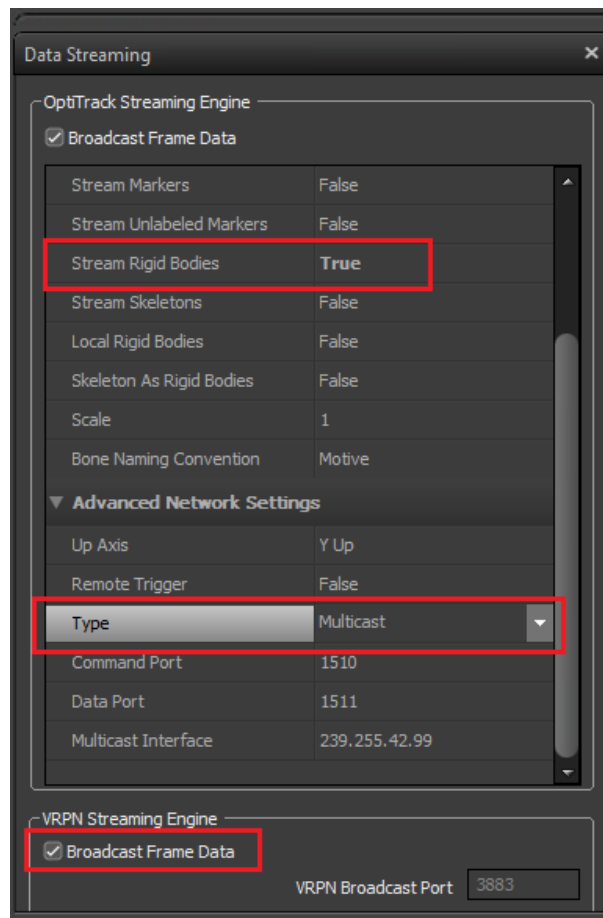 Data Streaming
OptiTrack Streaming Engine
Broadcast Frame Data
Stream Markers False
Stream Unlabeled Markers False
Stream Rigid Bodies True
Stream Skeletons False
Local Rigid Bodies False
Skeleton As Rigid Bodies False
Scale 1
Bone Naming Convention Motive
Advanced Network Settings
Up Axis Y Up
Remote Trigger False
Type Multicast
Command Port 1510
Data Port 1511
Multicast Interface 239.255.42.99
VRPN Streaming Engine
Broadcast Frame Data
VRPN Broadcast Port 3883